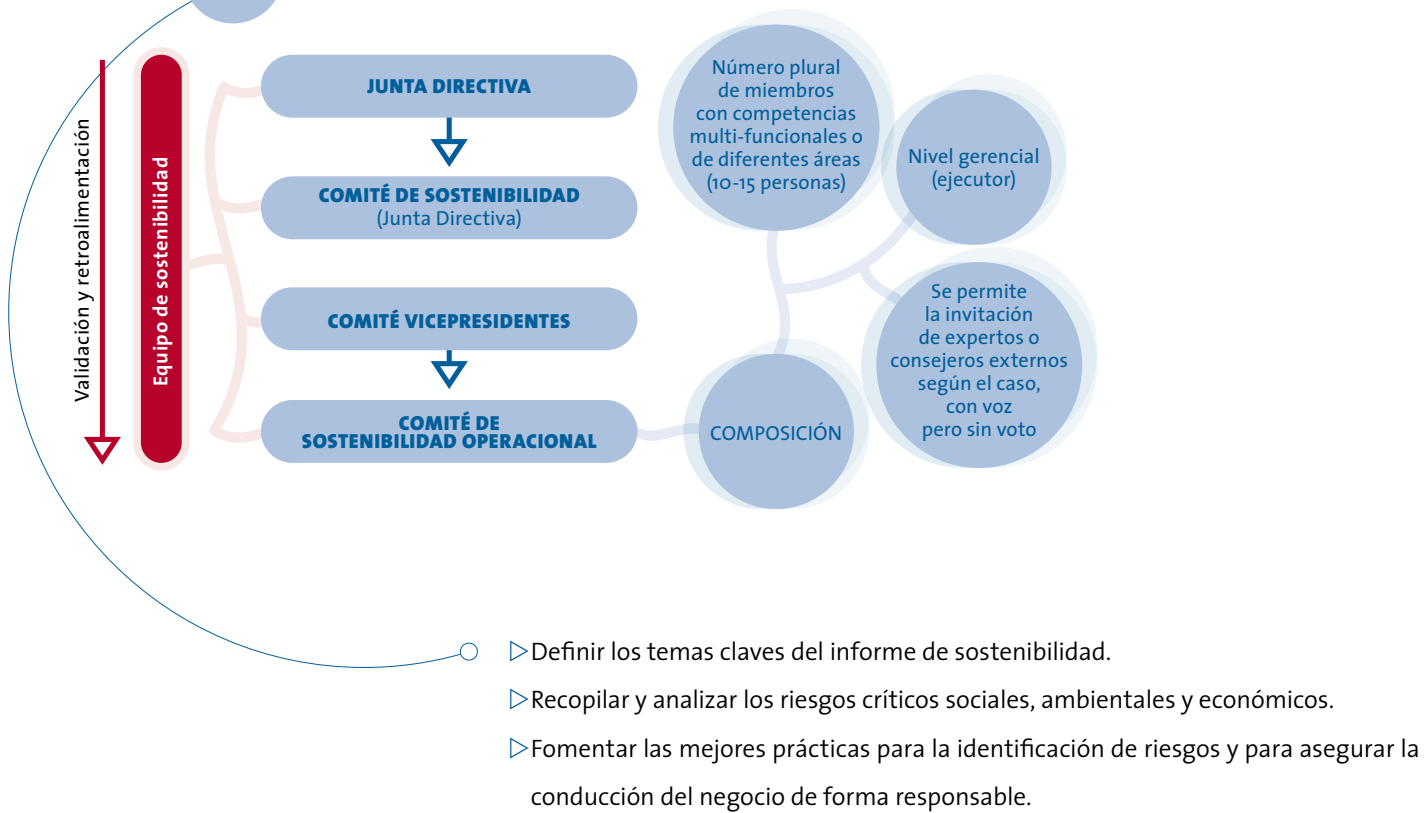 Validación y retroalimentación
Equipo de sostenibilidad
JUNTA DIRECTIVA
COMITÉ DE SOSTENIBILIDAD
(Junta Directiva)
COMITÉ VICEPRESIDENTES
COMITÉ DE
SOSTENIBILIDAD OPERACIONAL
COMPOSICIÓN
Número plural
de miembros
con competencias
multi-funcionales o
de diferentes áreas
(10-15 personas)
Nivel gerencial
(ejecutor)
Se permite
la invitación
de expertos o
consejeros externos
según el caso,
con voz
pero sin voto
Definir los temas claves del informe de sostenibilidad.
Recopilar y analizar los riesgos críticos sociales, ambientales y económicos.
Fomentar las mejores prácticas para la identificación de riesgos y para asegurar la
conducción del negocio de forma responsable.